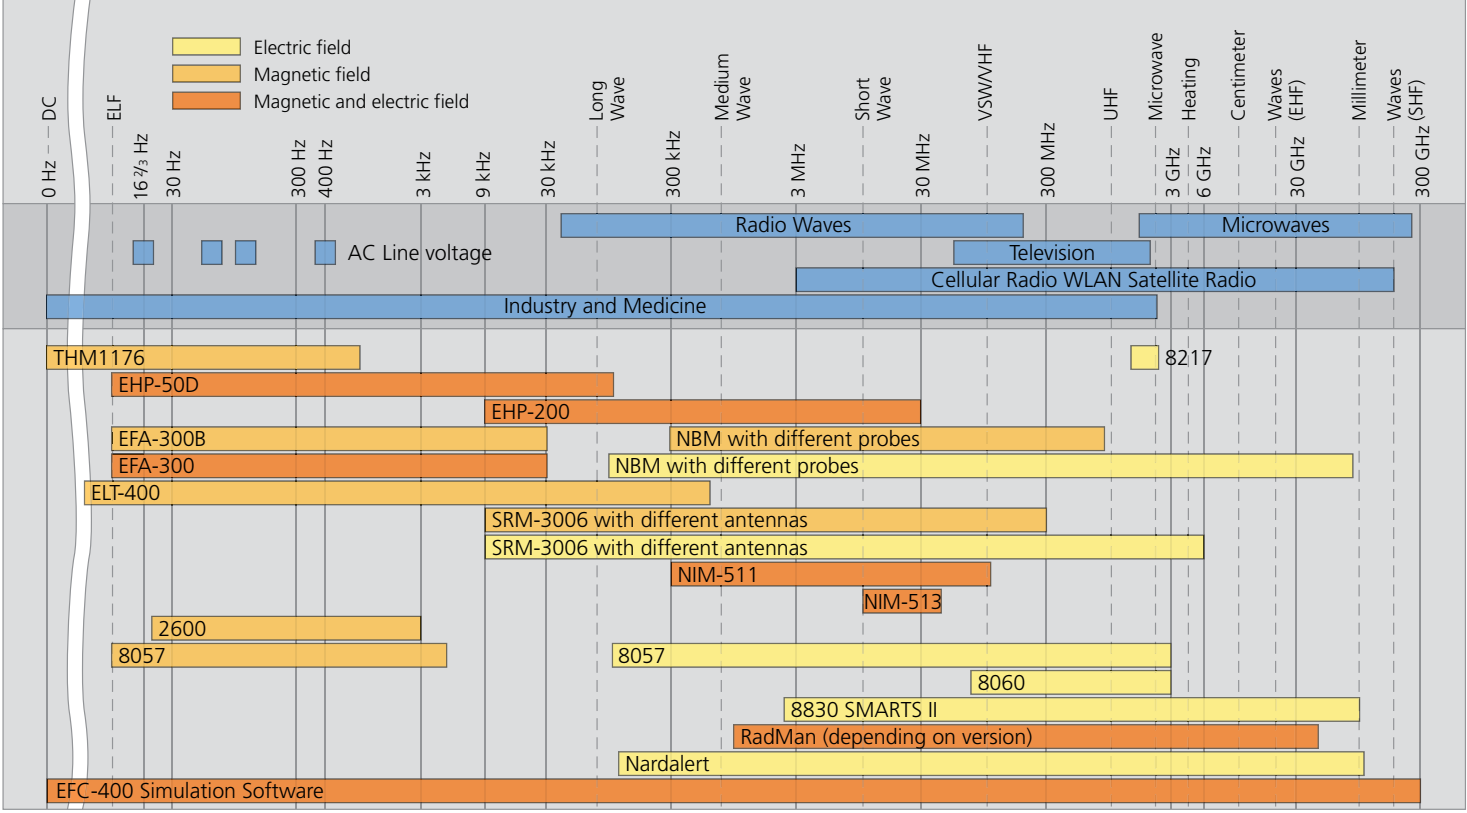 Electric field
Magnetic field
Magnetic and electric field
DC
ELF
Long
Wave
Medium
Wave
Short
Wave
VSW/VHF
UHF
Microwave
Heating
Centimeter
Waves
(EHF)
Millimeter
Waves
(SHF)
0 Hz
16 2/3 Hz
30 Hz
300 Hz
400 Hz
3 kHz
9 kHz
30 kHz
300 kHz
3 MHz
30 MHz
300 MHz
3 GHz
6 GHz
30 GHz
300 GHz
Radio Waves
Microwaves
AC Line voltage
Television
Cellular Radio WLAN Satellite Radio
Industry and Medicine
THM1176
8217
EHP-50D
EHP-200
EFA-300B
NBM with different probes
EFA-300
NBM with different probes
ELT-400
SRM-3006 with different antennas
SRM-3006 with different antennas
NIM-511
NIM-513
2600
8057
8057
8060
8830 SMARTS II
RadMan (depending on version)
Nardalert
EFC-400 Simulation Software